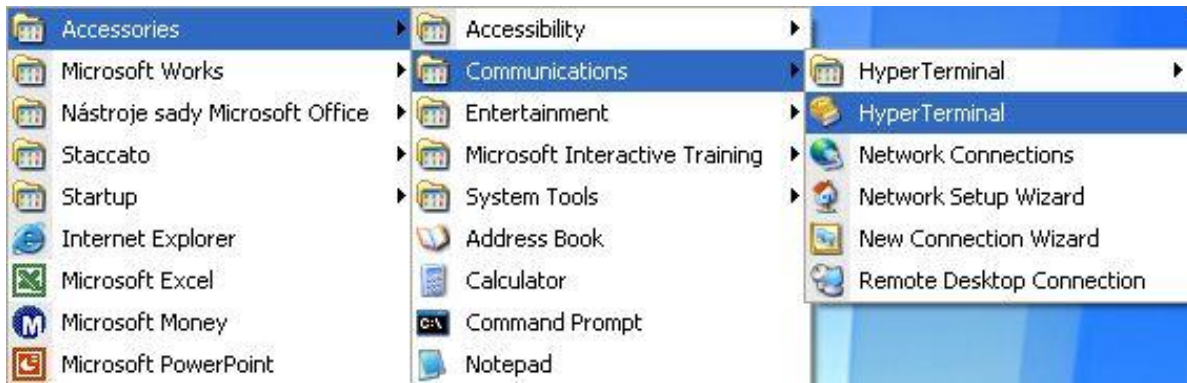 Accessories
Microsoft Works
Nástroje sady Microsoft Office
Staccato
Startup
Internet Explorer
Microsoft Excel
Microsoft Money
Microsoft PowerPoint
Accessibility
Communications
Entertainment
Microsoft Interactive Training
System Tools
Address Book
Calculator
Command Prompt
Notepad
HyperTerminal
HyperTerminal
Network Connections
Network Setup Wizard
New Connection Wizard
Remote Desktop Connection